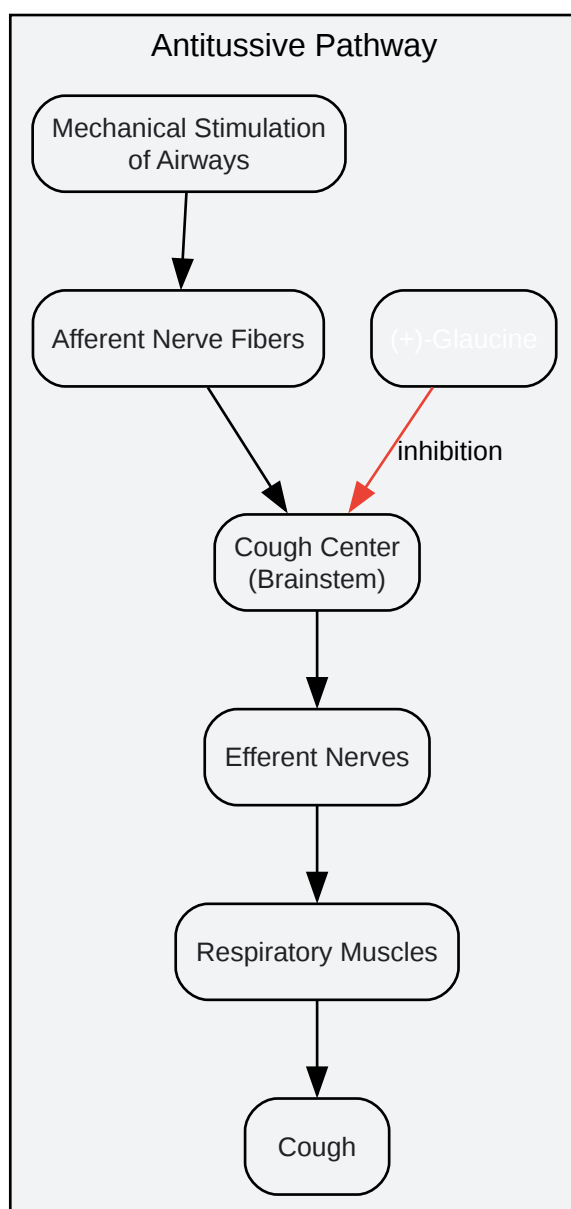 Antitussive Pathway
Mechanical Stimulation
of Airways
Afferent Nerve Fibers
(+)-Glaucine
inhibition
Cough Center
(Brainstem)
Efferent Nerves
Respiratory Muscles
Cough